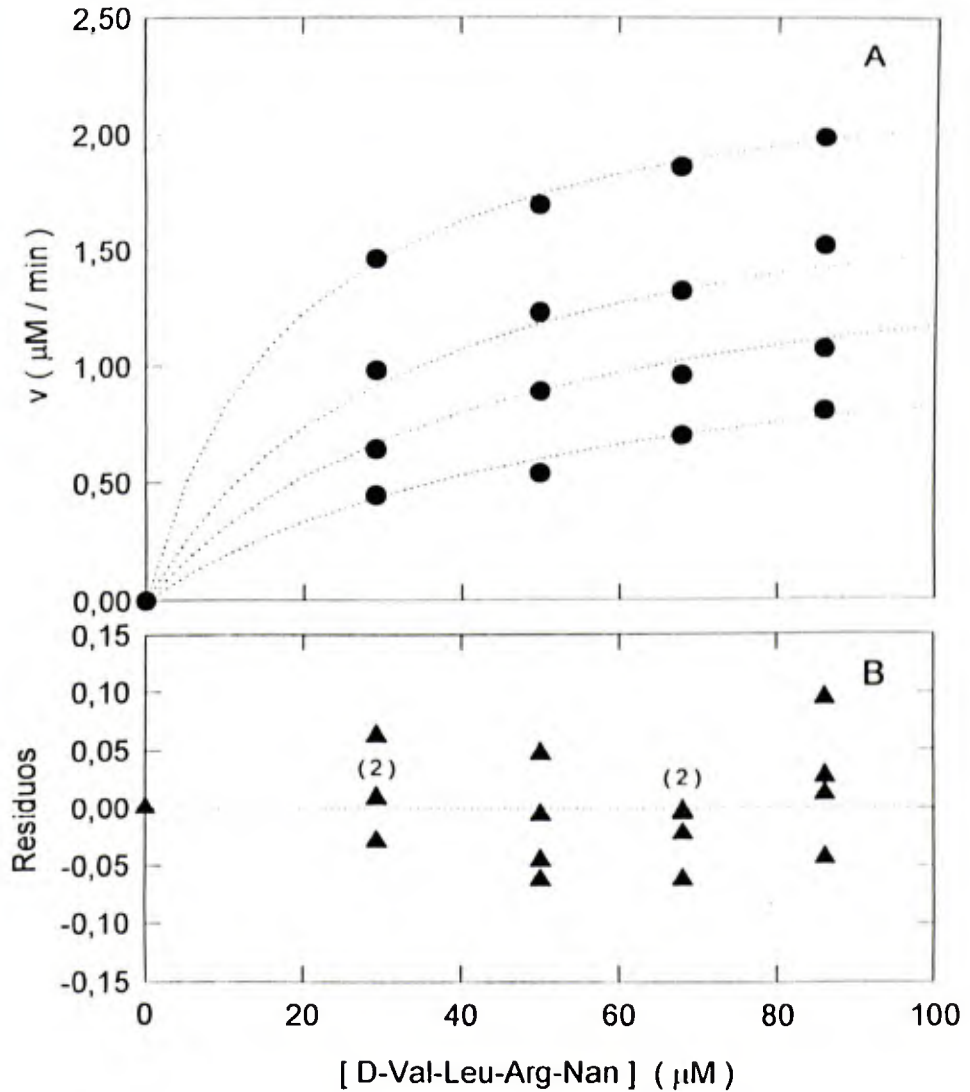 A
2,50
2,00
1,50
1,00
0,50
0,00
v ( μM / min )
B
0,15
0,10
0,05
0,00
-0,05
-0,10
-0,15
Residuos
( 2 )
( 2 )
0
20
40
60
80
100
[ D-Val-Leu-Arg-Nan ] ( μM )